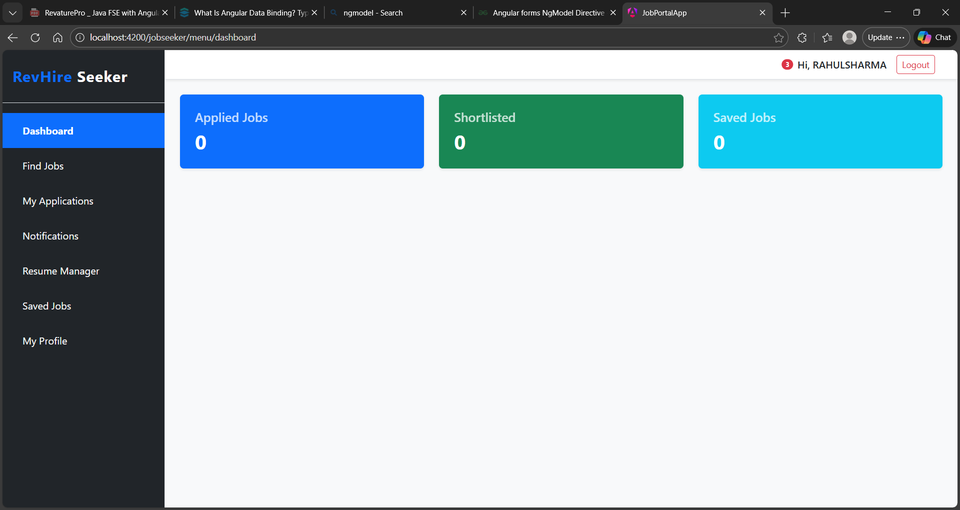 RevaturePro _ Java FSE with Angul
What Is Angular Data Binding? Typ
ngmodel - Search
Angular forms NgModel Directive
JobPortalApp
localhost:4200/jobseeker/menu/dashboard
Update
Chat
RevHire Seeker
3 Hi, RAHULSHARMA
Logout
Dashboard
Find Jobs
My Applications
Notifications
Resume Manager
Saved Jobs
My Profile
Applied Jobs
0
Shortlisted
0
Saved Jobs
0